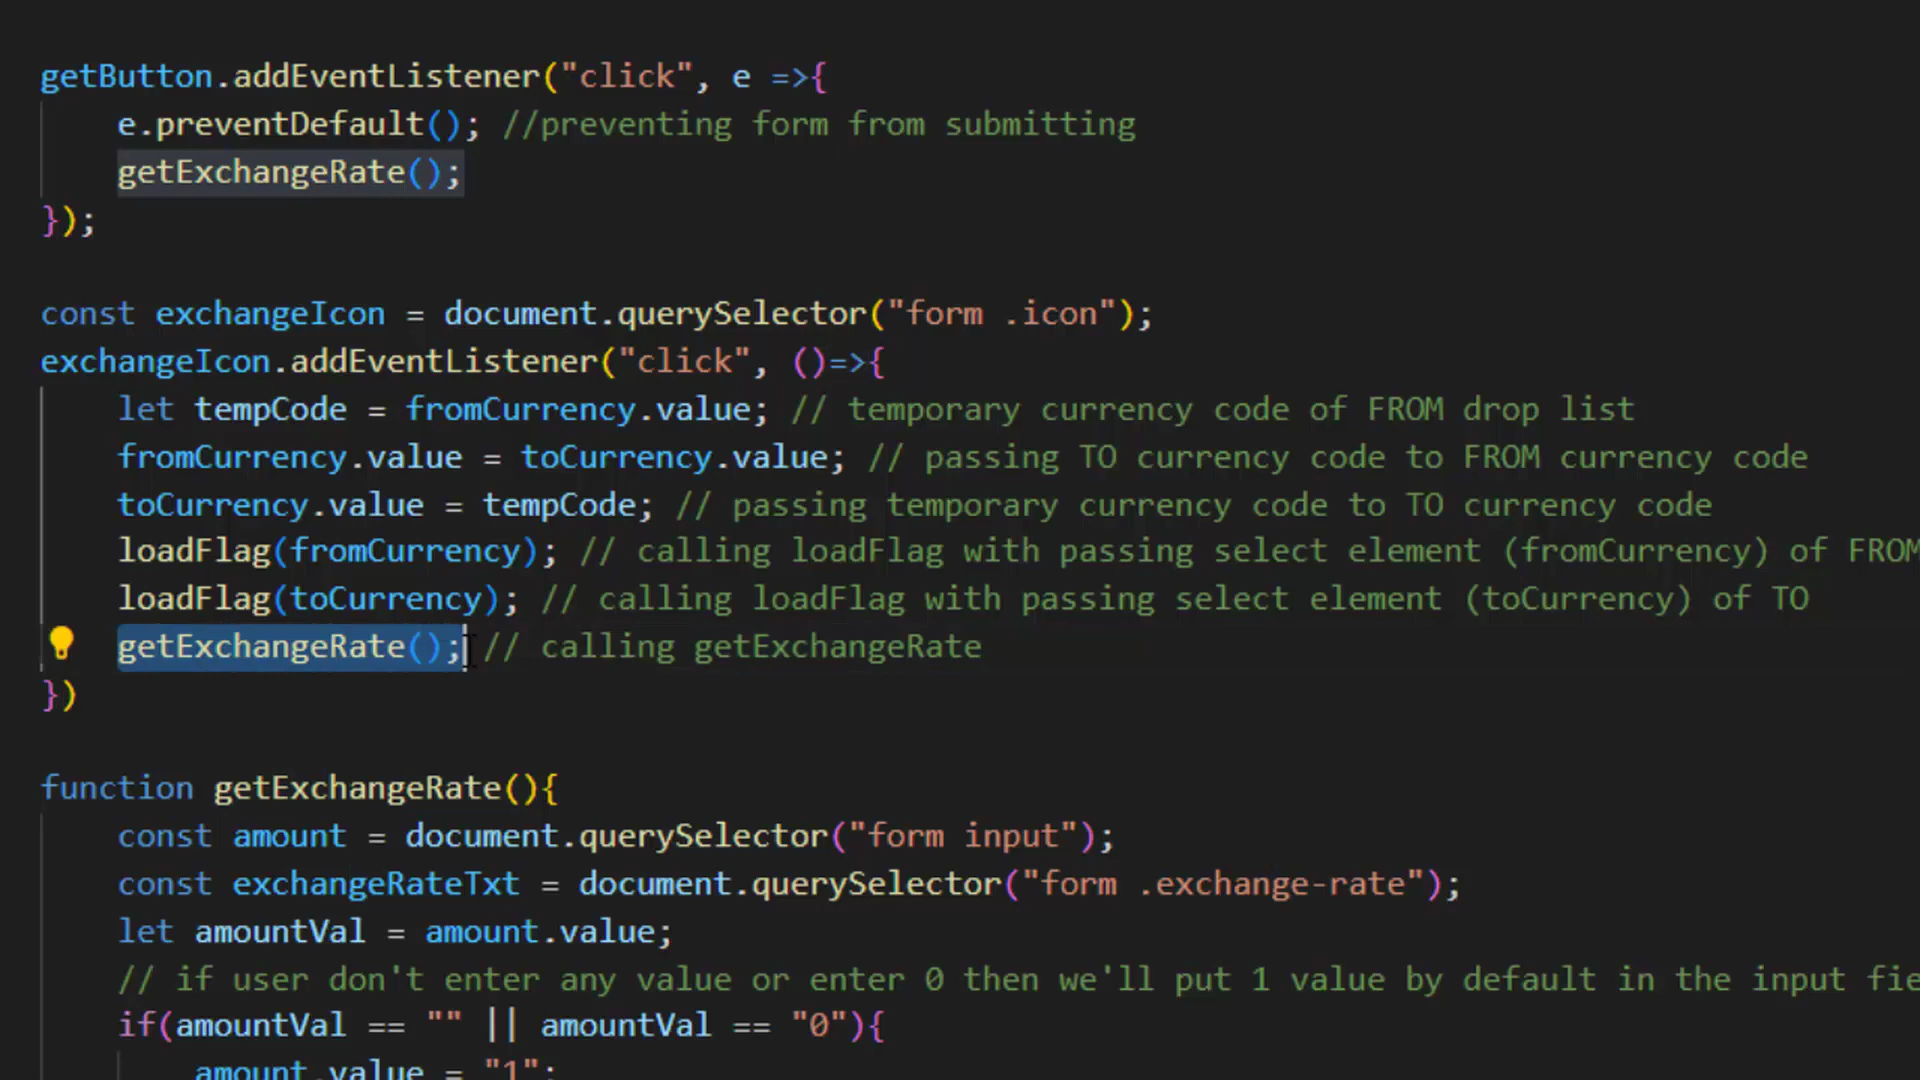 getButton.addEventListener("click", e =>{
e.preventDefault(); //preventing form from submitting
getExchangeRate();
});
const exchangeIcon = document.querySelector("form .icon");
exchangeIcon.addEventListener("click", ()=>{
let tempCode = fromCurrency.value; // temporary currency code of FROM drop list
fromCurrency.value = toCurrency.value; // passing TO currency code to FROM currency code
toCurrency.value = tempCode; // passing temporary currency code to TO currency code
loadFlag(fromCurrency); // calling loadFlag with passing select element (fromCurrency) of FROM
loadFlag(toCurrency); // calling loadFlag with passing select element (toCurrency) of TO
getExchangeRate(); // calling getExchangeRate
})
function getExchangeRate(){
const amount = document.querySelector("form input");
const exchangeRateTxt = document.querySelector("form .exchange-rate");
let amountVal = amount.value;
// if user don't enter any value or enter 0 then we'll put 1 value by default in the input fie
if(amountVal == "" || amountVal == "0"){
amount.value = "1";